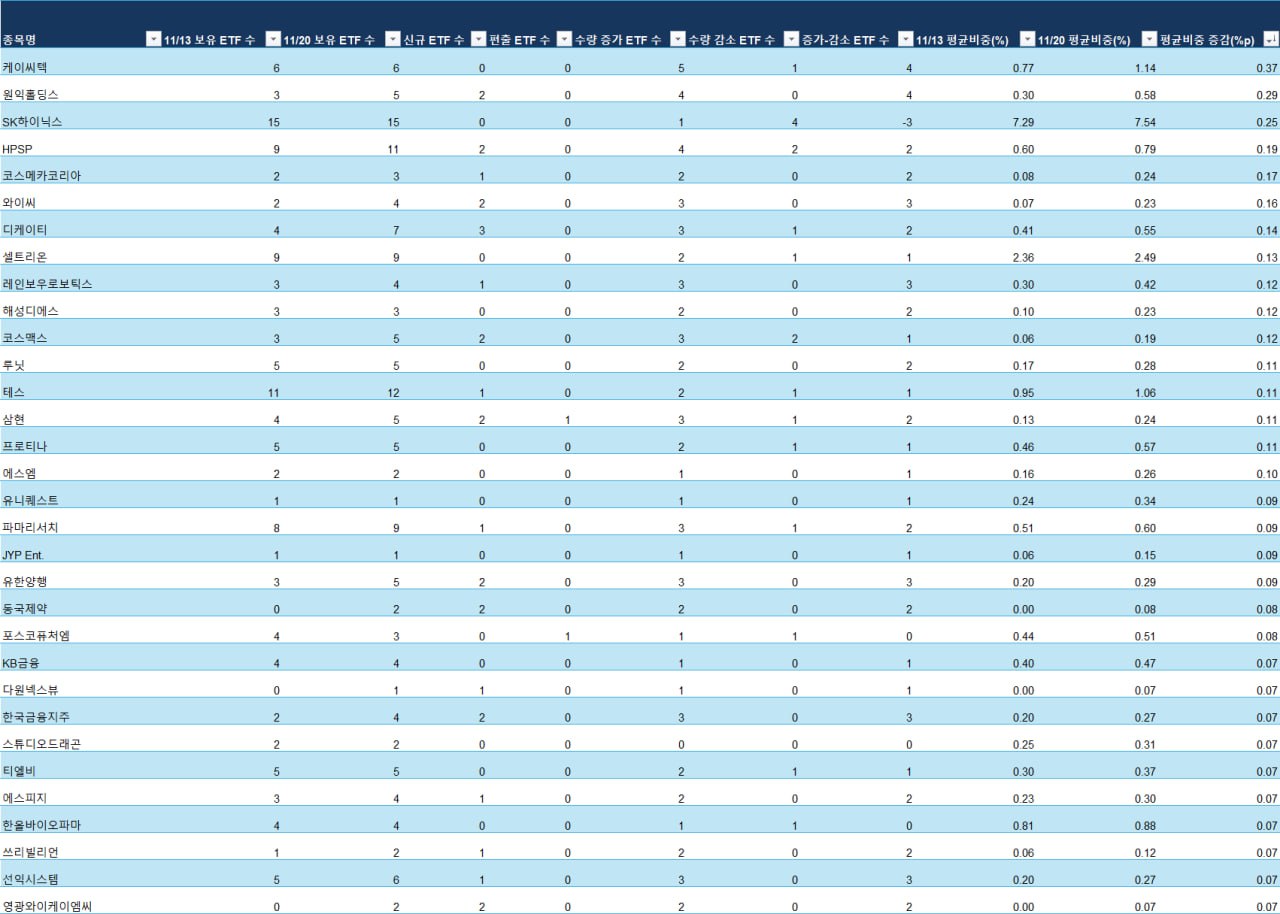 종목명 11/13 보유 ETF 수 11/20 보유 ETF 수 신규 ETF 수 편출 ETF 수 수량 증가 ETF 수 수량 감소 ETF 수 증가-감소 ETF 수 11/13 평균비중(%) 11/20 평균비중(%) 평균비중 증감(%p)
케이씨텍 6 6 0 0 5 1 4 0.77 1.14 0.37
원익홀딩스 3 5 2 0 4 0 4 0.30 0.58 0.29
SK하이닉스 15 15 0 0 1 4 -3 7.29 7.54 0.25
HPSP 9 11 2 0 4 2 2 0.60 0.79 0.19
코스메카코리아 2 3 1 0 2 0 2 0.08 0.24 0.17
와이씨 2 4 2 0 3 0 3 0.07 0.23 0.16
디케이티 4 7 3 0 3 1 2 0.41 0.55 0.14
셀트리온 9 9 0 0 2 1 1 2.36 2.49 0.13
레인보우로보틱스 3 4 1 0 3 0 3 0.30 0.42 0.12
해성디에스 3 3 0 0 2 0 2 0.10 0.23 0.12
코스맥스 3 5 2 0 3 2 1 0.06 0.19 0.12
루닛 5 5 0 0 2 0 2 0.17 0.28 0.11
테스 11 12 1 0 2 1 1 0.95 1.06 0.11
삼현 4 5 2 1 3 1 2 0.13 0.24 0.11
프로티나 5 5 0 0 2 1 1 0.46 0.57 0.11
에스엠 2 2 0 0 1 0 1 0.16 0.26 0.10
유니퀘스트 1 1 0 0 1 0 1 0.24 0.34 0.09
파마리서치 8 9 1 0 3 1 2 0.51 0.60 0.09
JYP Ent. 1 1 0 0 1 0 1 0.06 0.15 0.09
유한양행 3 5 2 0 3 0 3 0.20 0.29 0.09
동국제약 0 2 2 0 2 0 2 0.00 0.08 0.08
포스코퓨처엠 4 3 0 1 1 1 0 0.44 0.51 0.08
KB금융 4 4 0 0 1 0 1 0.40 0.47 0.07
다원넥스뷰 0 1 1 0 1 0 1 0.00 0.07 0.07
한국금융지주 2 4 2 0 3 0 3 0.20 0.27 0.07
스튜디오드래곤 2 2 0 0 0 0 0 0.25 0.31 0.07
티엘비 5 5 0 0 2 1 1 0.30 0.37 0.07
에스피지 3 4 1 0 2 0 2 0.23 0.30 0.07
한올바이오파마 4 4 0 0 1 1 0 0.81 0.88 0.07
쓰리빌리언 1 2 1 0 2 0 2 0.06 0.12 0.07
선익시스템 5 6 1 0 3 0 3 0.20 0.27 0.07
영광와이케이엠씨 0 2 2 0 2 0 2 0.00 0.07 0.07